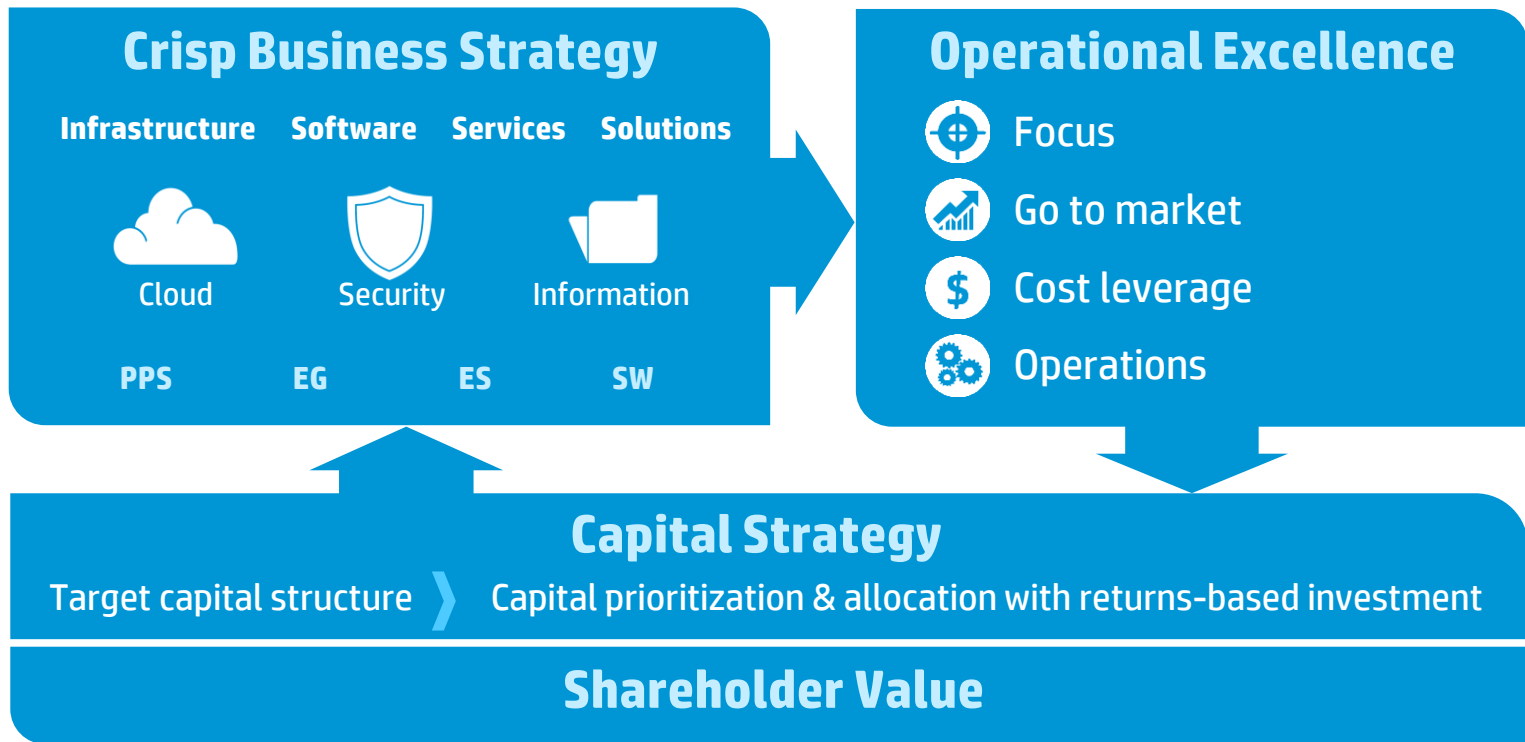 Crisp Business Strategy
Infrastructure Software Services Solutions
Cloud Security Information
PPS EG ES SW
Operational Excellence
Focus
Go to market
$ Cost leverage
Operations
Capital Strategy
Target capital structure Capital prioritization & allocation with returns-based investment
Shareholder Value